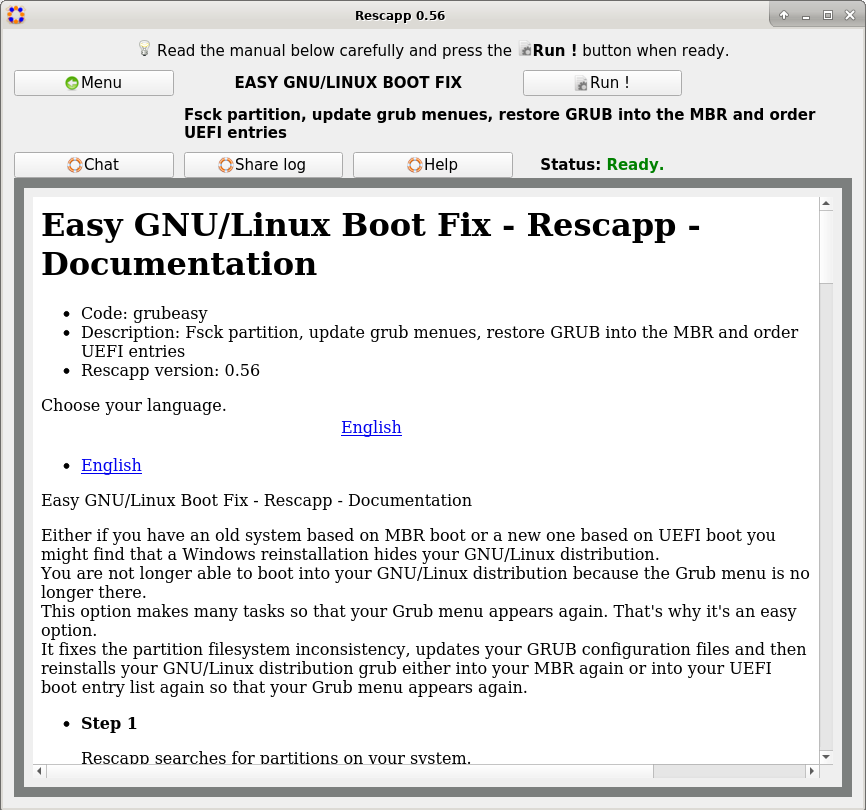 Rescapp 0.56
Read the manual below carefully and press the Run ! button when ready.
Menu
EASY GNU/LINUX BOOT FIX
Run !
Fsck partition, update grub menues, restore GRUB into the MBR and order
UEFI entries
Chat
Share log
Help
Status: Ready.
Easy GNU/Linux Boot Fix - Rescapp -
Documentation
• Code: grubeasy
• Description: Fsck partition, update grub menues, restore GRUB into the MBR and order
UEFI entries
• Rescapp version: 0.56
Choose your language.
English
• English
Easy GNU/Linux Boot Fix - Rescapp - Documentation
Either if you have an old system based on MBR boot or a new one based on UEFI boot you
might find that a Windows reinstallation hides your GNU/Linux distribution.
You are not longer able to boot into your GNU/Linux distribution because the Grub menu is no
longer there.
This option makes many tasks so that your Grub menu appears again. That's why it's an easy
option.
It fixes the partition filesystem inconsistency, updates your GRUB configuration files and then
reinstalls your GNU/Linux distribution grub either into your MBR again or into your UEFI
boot entry list again so that your Grub menu appears again.
• Step 1
Rescapp searches for partitions on your system.